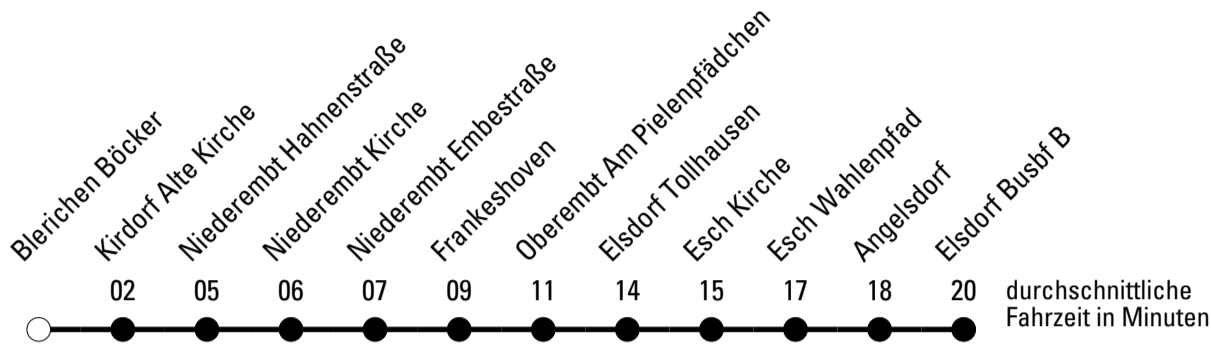 Blerichen Böcker
Kirdorf Alte Kirche
Niederembt Hahnenstraße
Niederembt Kirche
Niederembt Embestraße
Frankeshoven
Oberembt Am Pielenpfädchen
Elsdorf Tollhausen
Esch Kirche
Esch Wahlenpfad
Angelsdorf
Elsdorf Busbf B
02 05 06 07 09 11 14 15 17 18 20
durchschnittliche
Fahrzeit in Minuten